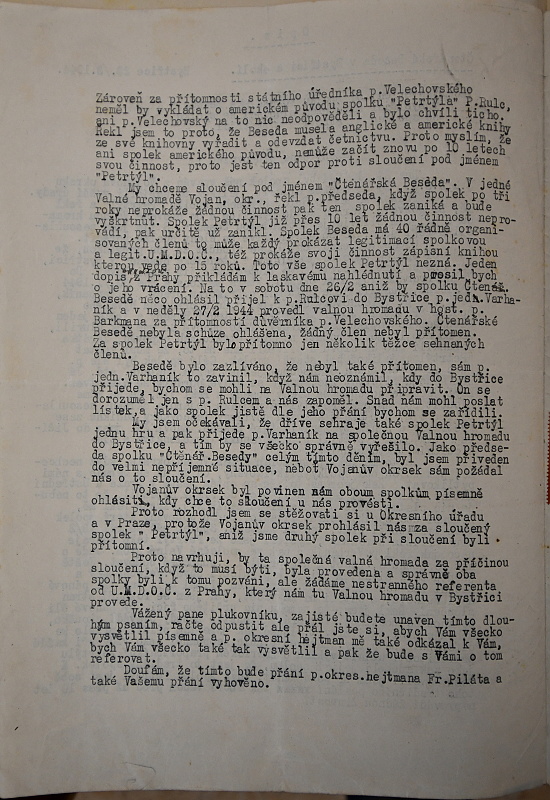 Zároveň za přítomnosti státního úředníka p.Velechovského
neměl by vykládat o americkém původu spolku "Petrtýla" P.Rulc,
ani p.Velechovský na to nic neodpověděli a bylo chvíli ticho.
Řekl jsem to proto, že Beseda musela anglické a americké knihy
ze své knihovny vyřadit a odevzdat četnictvu. Proto myslím, že
ani spolek amerického původu, nemůže začít znovu po 10 letech
svou činnost, proto jest ten odpor proti sloučení pod jménem
"Petrtýl".
My chceme sloučení pod jménem "Čtenářská Beseda". V jedné
Valné hromadě Vojan, okr., řekl p.předseda, když spolek po tři
roky neprokáže žádnou činnost pak ten spolek zaniká a bude
vyškrtnut. Spolek Petrtýl již přes 10 let žádnou činnost nepro-
vádí, pak určitě už zanikl. Spolek Beseda má 40 řádně organi-
sovaných členů to může každý prokázat legitimací spolkovou
a legit.U.M.D.O.C., též prokáže svoji činnost zápisní knihou
kterou vede po 15 roků. Toto vše spolek Petrtýl nezná. Jeden
dopis z Prahy přikládám k laskavému nahlédnutí a prosil bych
o jeho vrácení. Na to v sobotu dne 26/2 aniž by spolku Čtenář.
Besedě něco ohlásil přijel k p.Rulcovi do Bystřice p.jedn.Varha-
ník a v neděly 27/2 1944 provedl valnou hromadu v host. p.
Barkmana za přítomností důvěrníka p.Velechovského. Čtenářské
Besedě nebyla schůze ohlášena, žádný člen nebyl přítomen.
Za spolek Petrtýl bylo přítomno jen několik těžce sehnaných
členů.
Besedě bylo zazlíváno, že nebyl také přítomen, sám p.
jedn.Varhaník to zavinil, když nám neoznámil, kdy do Bystřice
přijede, bychom se mohli na Valnou hromadu připravit. On se
dorozuměl jen s p. Rulcem a nás zapoměl. Snad nám mohl poslat
lístek,a jako spolek jistě dle jeho přání bychom se zařídili.
My jsem očekávali, že dříve sehraje také spolek Petrtýl
jednu hru a pak přijede p.Varhaník na společnou Valnou hromadu
do Bystřice, a tím by se všecko správně vyřešilo. Jako předse-
da spolku "Čtenář.Besedy" celým tímto děním, byl jsem přiveden
do velmi nepříjemné situace, neboť Vojanův okrsek sám požádal
nás o to sloučení.
Vojanův okrsek byl povinen nám oboum spolkům písemně
ohlásiti, kdy chce to sloučení u nás provésti.
Proto rozhodl jsem se stěžovati si u Okresního úřadu
a v Praze, protože Vojanův okrsek prohlásil nás za sloučený
spolek " Petrtýl", aniž jsme druhý spolek při sloučení byli
přítomní.
Proto navrhuji, by ta společná valná hromada za příčinou
sloučení, když to musí býti, byla provedena a správně oba
spolky byli k tomu pozváni, ale žádáme nestranného referenta
od U.M.D.O.C. z Prahy, který nám tu Valnou hromadu v Bystřici
provede.
Vážený pane plukovníku, zajisté budete unaven tímto dlou-
hým psaním, račte odpustit ale přál jste si, abych Vám všecko
vysvětlil písemně a p. okresní hejtman mě také odkázal k Vám,
bych Vám všecko také tak vysvětlil a pak že bude s Vámi o tom
referovat.
Doufám, že tímto bude přání p.okres.hejtmana Fr.Piláta a
také Vašemu přání vyhověno.